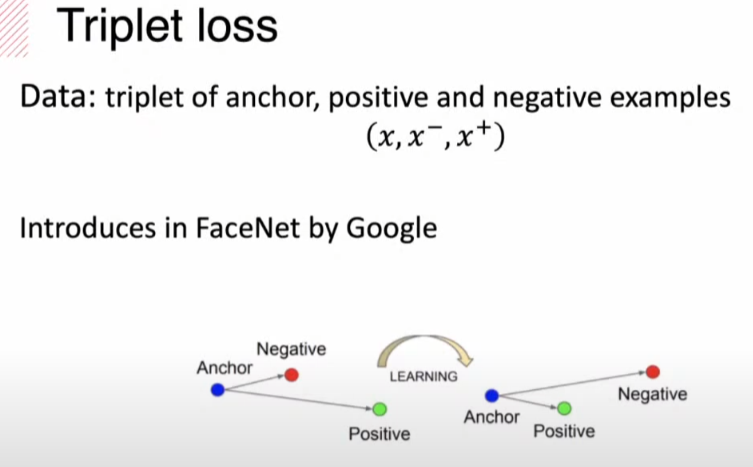 Triplet loss
Data: triplet of anchor, positive and negative examples
(x, x⁻, x⁺)
Introduces in FaceNet by Google
Negative
Anchor
LEARNING
Negative
Anchor
Positive
Positive